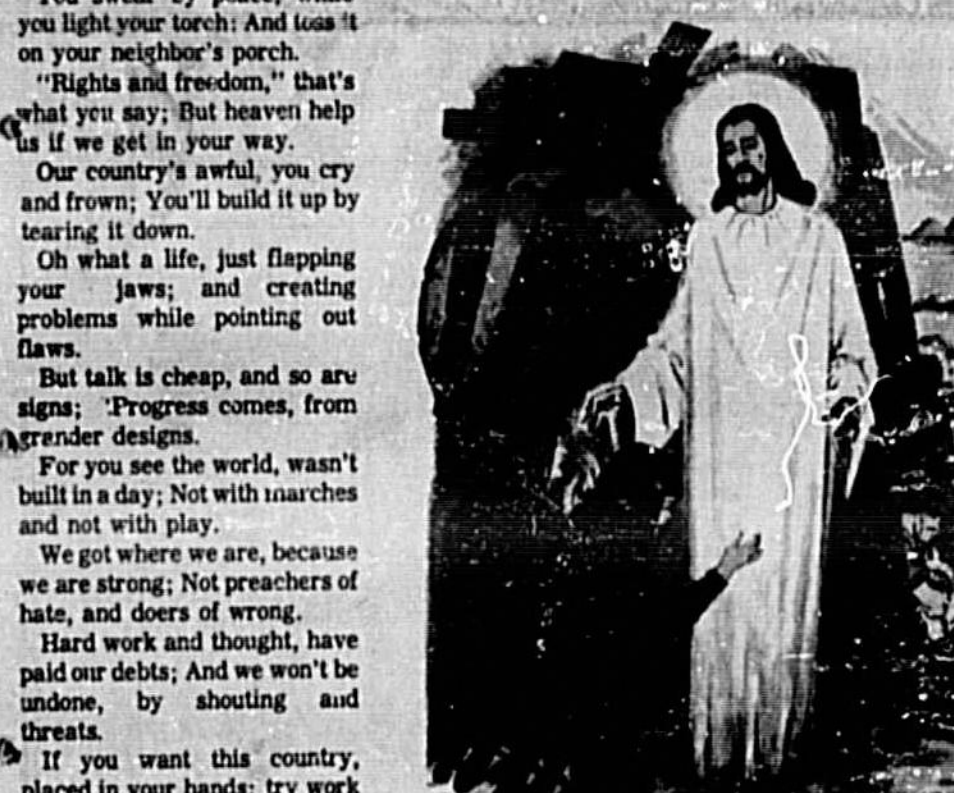 you light your torch; And toss it
on your neighbor's porch.
"Rights and freedom," that's
what you say; But heaven help
us if we get in your way.
Our country's awful, you cry
and frown; You'll build it up by
tearing it down.
Oh what a life, just flapping
your jaws; and creating
problems while pointing out
flaws.
But talk is cheap, and so are
signs; 'Progress comes, from
grander designs.
For you see the world, wasn't
built in a day; Not with marches
and not with play.
We got where we are, because
we are strong; Not preachers of
hate, and doers of wrong.
Hard work and thought, have
paid our debts; And we won't be
undone, by shouting and
threats.
If you want this country,
placed in your hands; try work